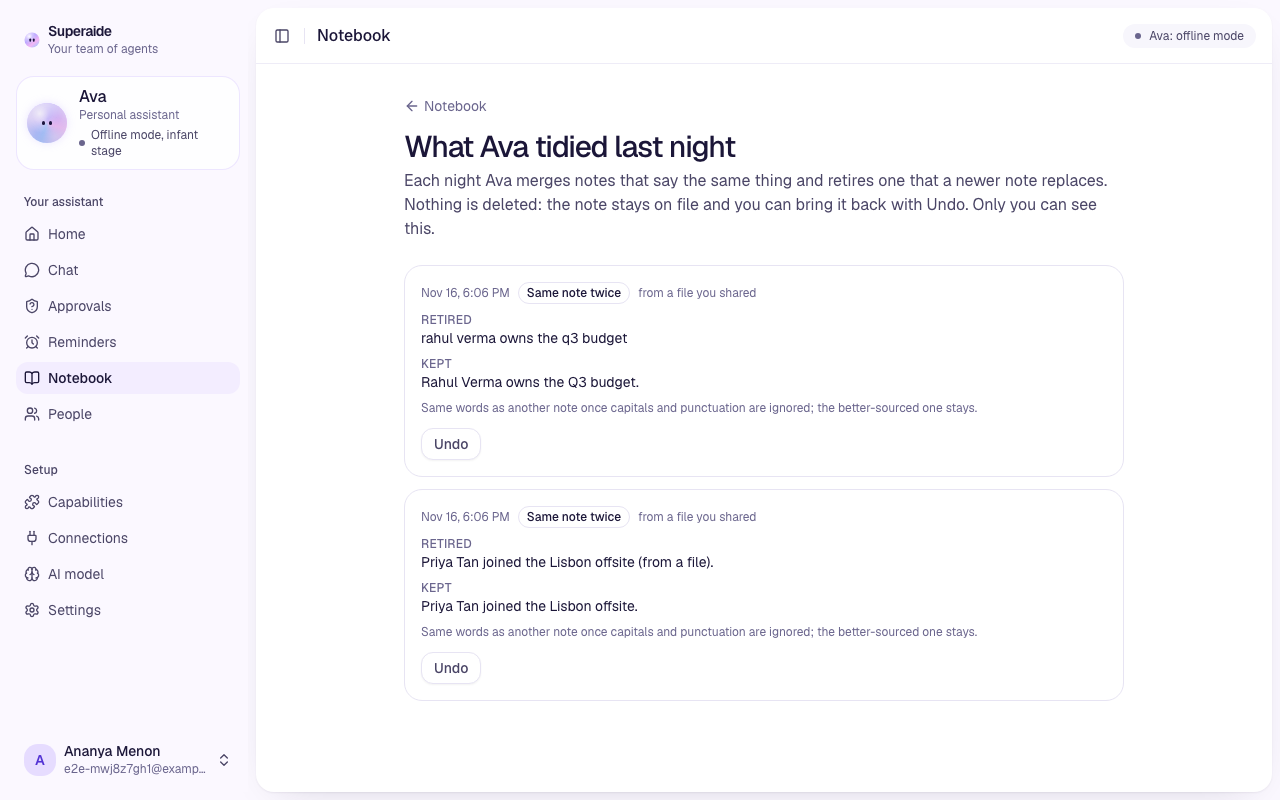 Superaide
Your team of agents
Ava
Personal assistant
Offline mode, infant
stage
Your assistant
Home
Chat
Approvals
Reminders
Notebook
People
Setup
Capabilities
Connections
AI model
Settings
A
Ananya Menon
e2e-mwj8z7gh1@examp…
Notebook
Ava: offline mode
Notebook
What Ava tidied last night
Each night Ava merges notes that say the same thing and retires one that a newer note replaces.
Nothing is deleted: the note stays on file and you can bring it back with Undo. Only you can see
this.
Nov 16, 6:06 PM Same note twice from a file you shared
RETIRED
rahul verma owns the q3 budget
KEPT
Rahul Verma owns the Q3 budget.
Same words as another note once capitals and punctuation are ignored; the better-sourced one stays.
Undo
Nov 16, 6:06 PM Same note twice from a file you shared
RETIRED
Priya Tan joined the Lisbon offsite (from a file).
KEPT
Priya Tan joined the Lisbon offsite.
Same words as another note once capitals and punctuation are ignored; the better-sourced one stays.
Undo